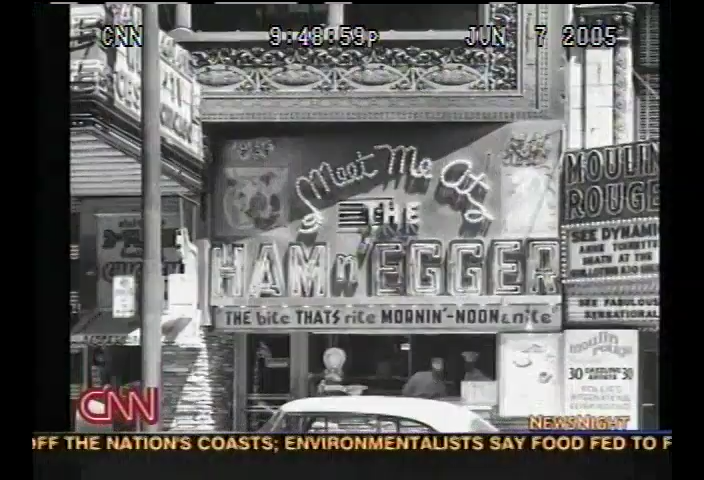 CNN 9:48:59p JUN 7 2005
Meet Me At
THE
HAM n' EGGER
THE bite THATS rite MORNIN'-NOON & nite
MOULIN
ROUGE
SEE DYNAMI
SEE FABULOUS
SENSATIONAL
moulin rouge
30 DAZZLING 30
CNN
NEWSNIGHT
OFF THE NATION'S COASTS; ENVIRONMENTALISTS SAY FOOD FED TO F